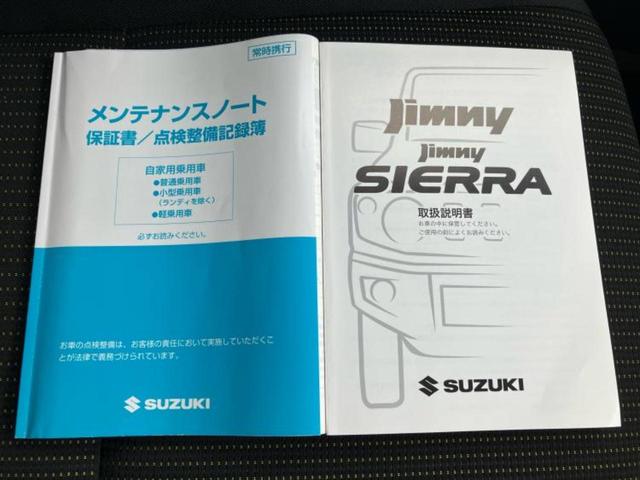 常時携行
メンテナンスノート
保証書／点検整備記録簿
自家用乗用車
●普通乗用車
●小型乗用車
（ランディを除く）
●軽乗用車
必ずお読みください。
お車の点検整備は、お客様の責任において実施していただくこ
とが法律で義務づけられています。
SUZUKI
Jimny
Jimny
SIERRA
取扱説明書
お車の中に保管してください。
ご使用の前によくお読みください。
SUZUKI